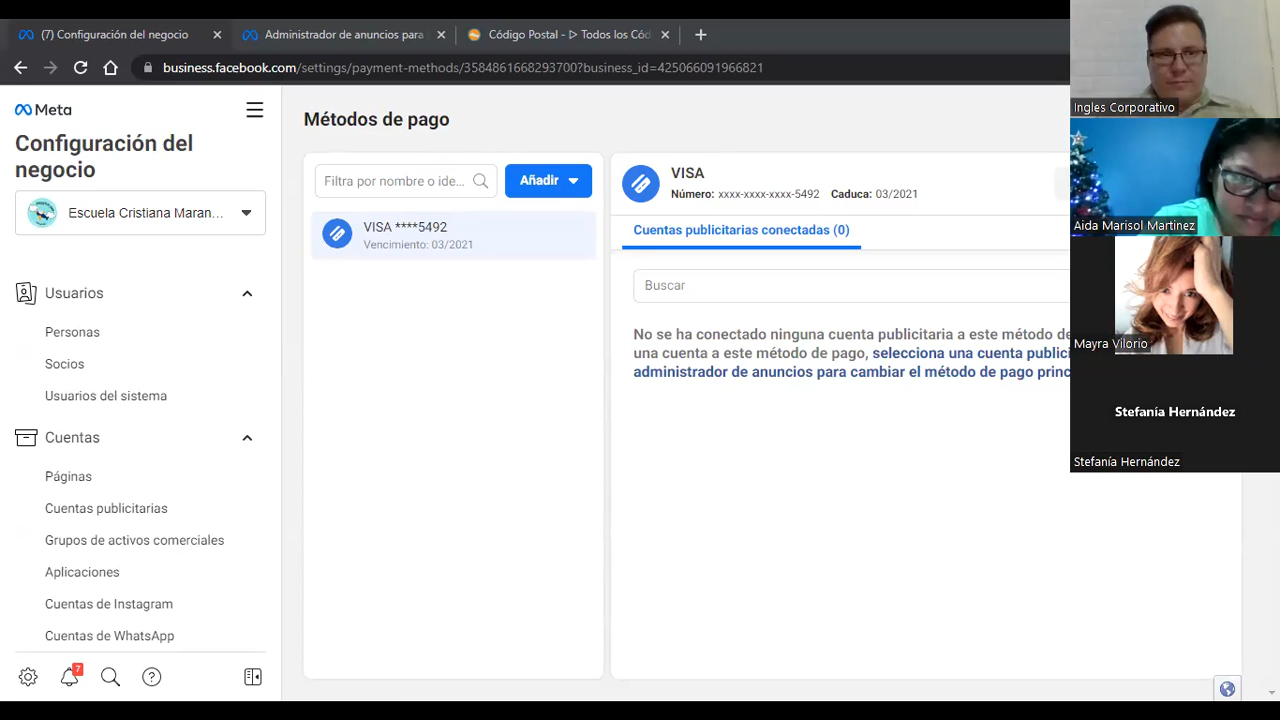 (7) Configuración del negocio
Administrador de anuncios para
Código Postal - ▷ Todos los Cód
business.facebook.com/settings/payment-methods/3584861668293700?business_id=425066091966821
Meta
Configuración del
negocio
Escuela Cristiana Maran...
Usuarios
Personas
Socios
Usuarios del sistema
Cuentas
Páginas
Cuentas publicitarias
Grupos de activos comerciales
Aplicaciones
Cuentas de Instagram
Cuentas de WhatsApp
7
Métodos de pago
Filtra por nombre o ide...
Añadir
VISA ****5492
Vencimiento: 03/2021
VISA
Número: xxxx-xxxx-xxxx-5492 Caduca: 03/2021
Cuentas publicitarias conectadas (0)
Buscar
No se ha conectado ninguna cuenta publicitaria a este método de
una cuenta a este método de pago, selecciona una cuenta public
administrador de anuncios para cambiar el método de pago princ
Ingles Corporativo
Aida Marisol Martinez
Mayra Vilorio
Stefanía Hernández
Stefanía Hernández